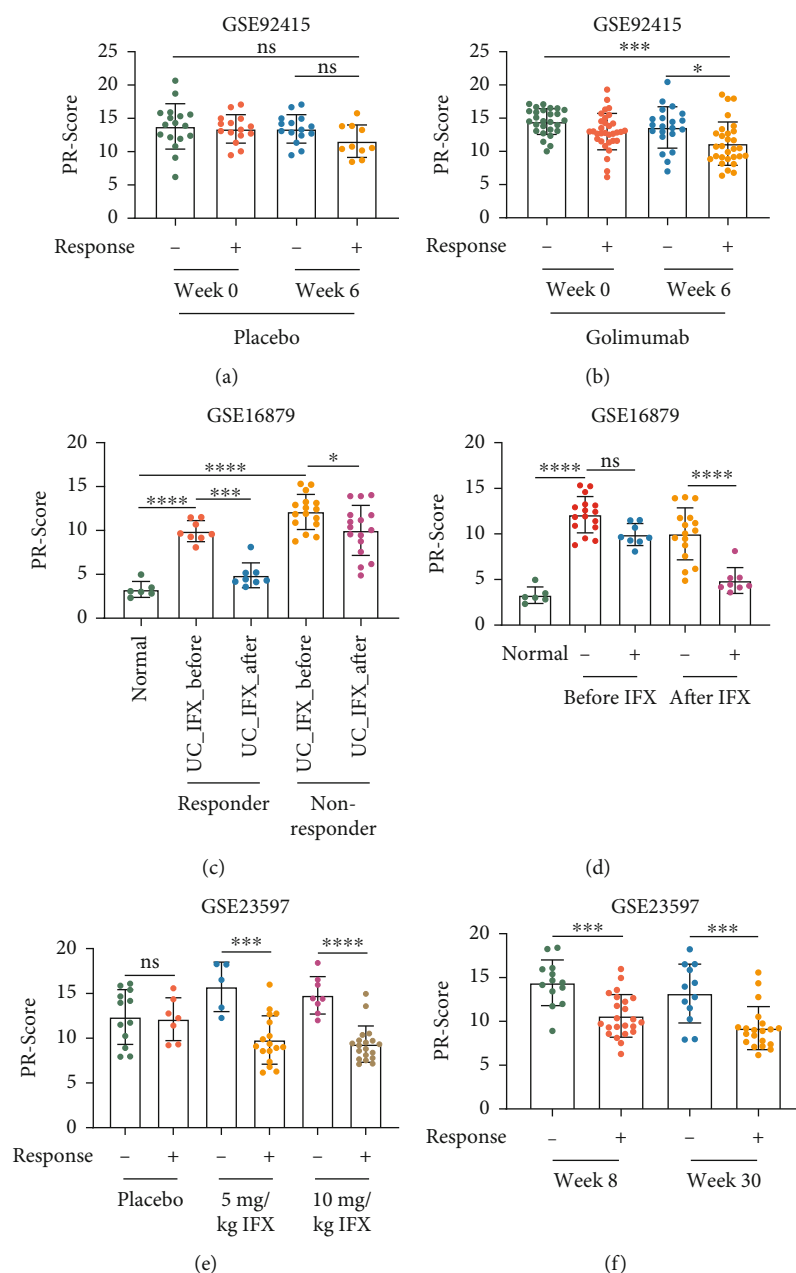 GSE92415
ns
ns
25
20
15
10
5
0
PR-Score
Response
– + – +
Week 0 Week 6
Placebo
(a)
GSE92415
***
*
25
20
15
10
5
0
PR-Score
Response
– + – +
Week 0 Week 6
Golimumab
(b)
GSE16879
****
*
**** ***
20
15
10
5
0
PR-Score
Normal
UC_IFX_before
UC_IFX_after
UC_IFX_before
UC_IFX_after
Responder
Non-
responder
(c)
GSE16879
**** ns ****
20
15
10
5
0
PR-Score
Normal – + – +
Before IFX After IFX
(d)
GSE23597
ns *** ****
20
15
10
5
0
PR-Score
Response
– + – + – +
Placebo 5 mg/ 10 mg/
kg IFX kg IFX
(e)
GSE23597
*** ***
20
15
10
5
0
PR-Score
Response
– + – +
Week 8 Week 30
(f)